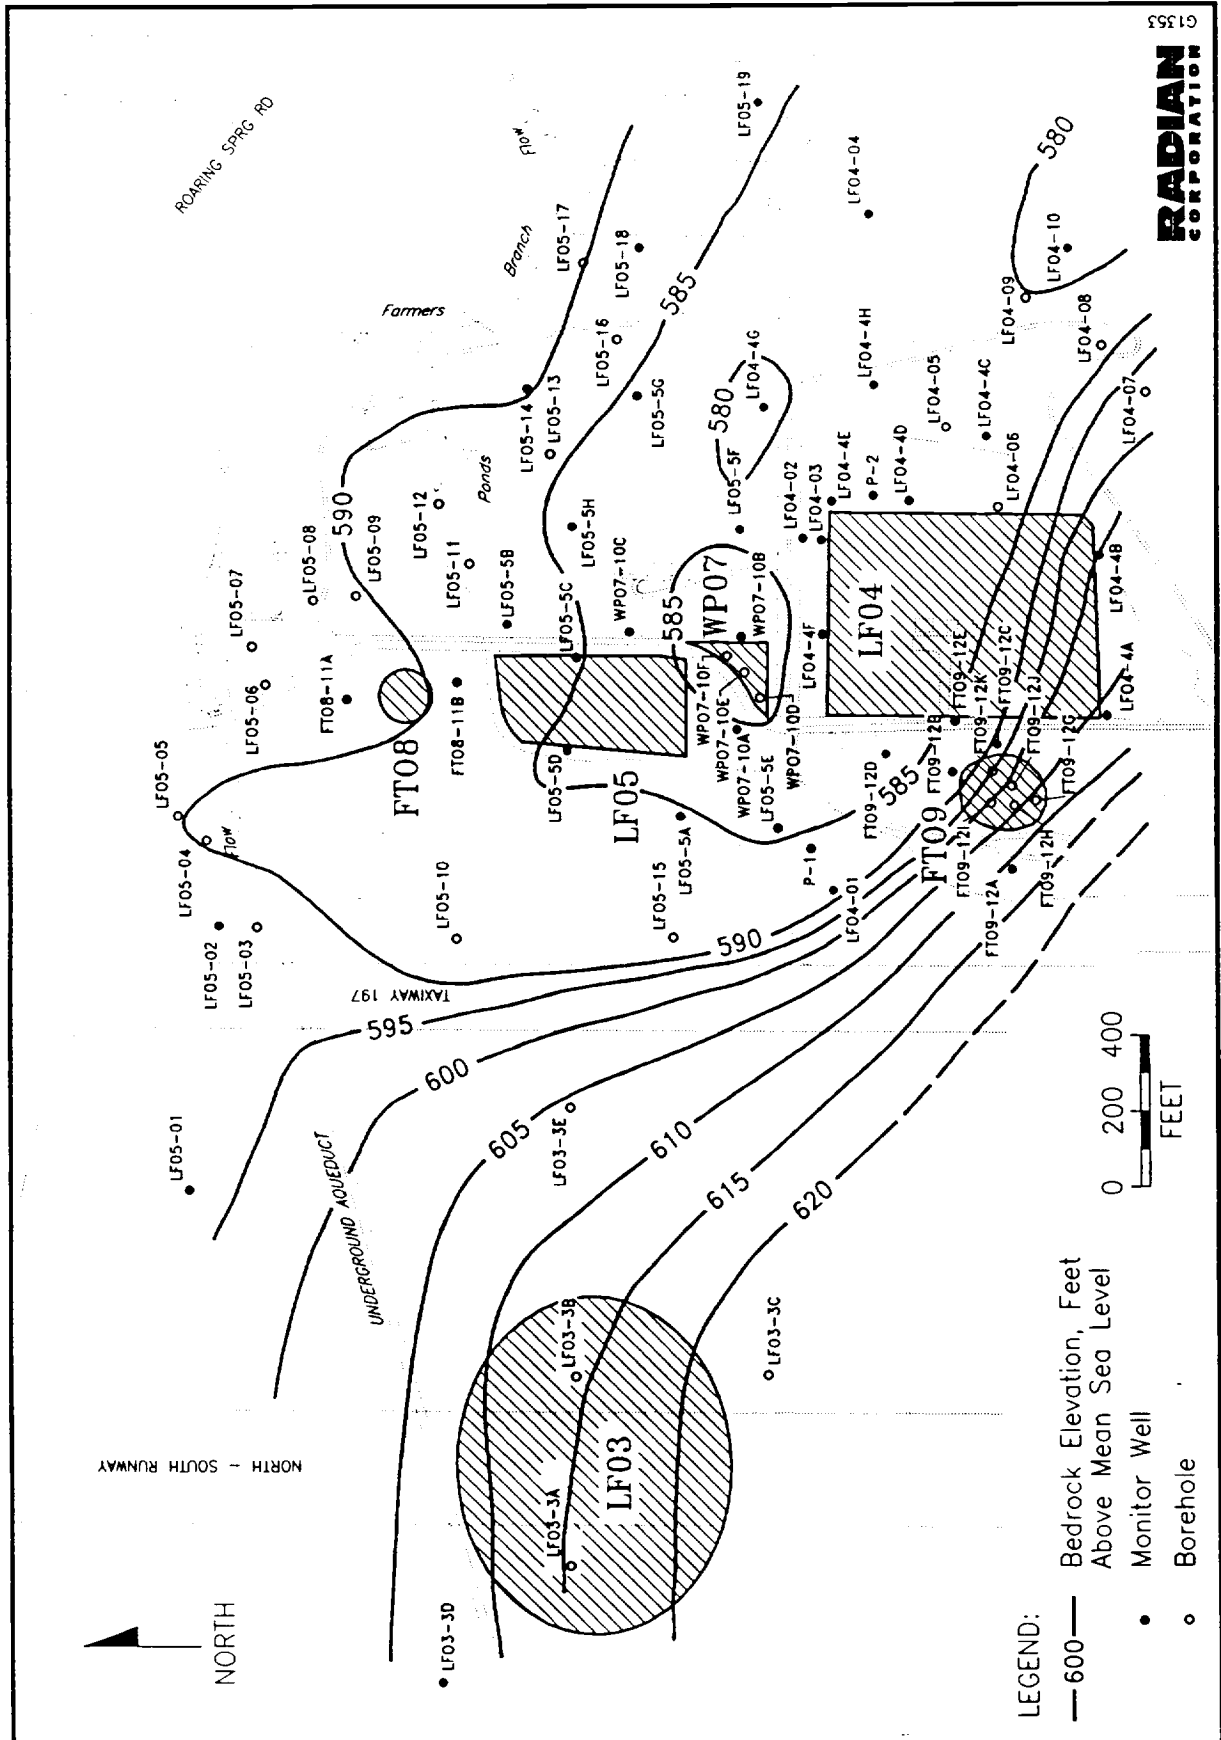 G1353
RADIAN
CORPORATION
ROARING SPRG RD
Flow
Branch
Farmers
Ponds
Flow
TAXIWAY 197
UNDERGROUND AQUEDUCT
NORTH - SOUTH RUNWAY
NORTH
LF05-19
LF04-04
580
LF04-10
LF04-09
LF04-08
LF04-07
LF05-17
LF05-18
585
LF05-16
LF05-5G
LF04-4G
580
LF04-4H
LF04-05
LF04-4C
LF04-06
LF05-14
LF05-13
LF05-12
LF05-11
590
LF05-09
LF05-08
LF05-07
LF05-06
LF05-05
LF05-04
LF05-02
LF05-03
LF05-01
FT08-11A
FT08
FT08-11B
LF05-5B
LF05-5H
LF05-5C
WP07-10C
LF05-5F
LF04-02
LF04-03
LF04-4E
P-2
LF04-4D
585
WP07
WP07-10B
WP07-10F
WP07-10E
WP07-10A
WP07-10D
LF04-4F
LF04
LF04-4B
LF04-4A
LF05-5D
LF05
LF05-5A
LF05-5E
P-1
LF04-01
LF05-10
LF05-15
585
FT09-12D
FT09
FT09-12B
FT09-12E
FT09-12K
FT09-12C
FT09-12J
FT09-12G
FT09-12I
FT09-12H
FT09-12A
590
595
600
605
610
615
620
LF03-3E
LF03-3B
LF03-3C
LF03-3A
LF03
LF03-3D
0 200 400
FEET
LEGEND:
600 Bedrock Elevation, Feet
Above Mean Sea Level
Monitor Well
Borehole